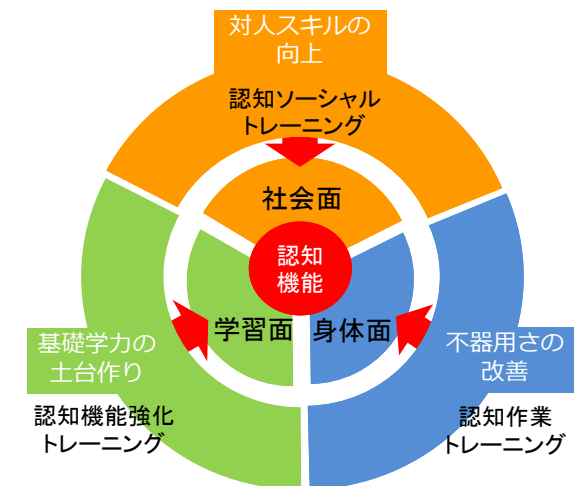 対人スキルの
向上
認知ソーシャル
トレーニング
社会面
認知
機能
学習面
身体面
基礎学力の
土台作り
認知機能強化
トレーニング
不器用さの
改善
認知作業
トレーニング